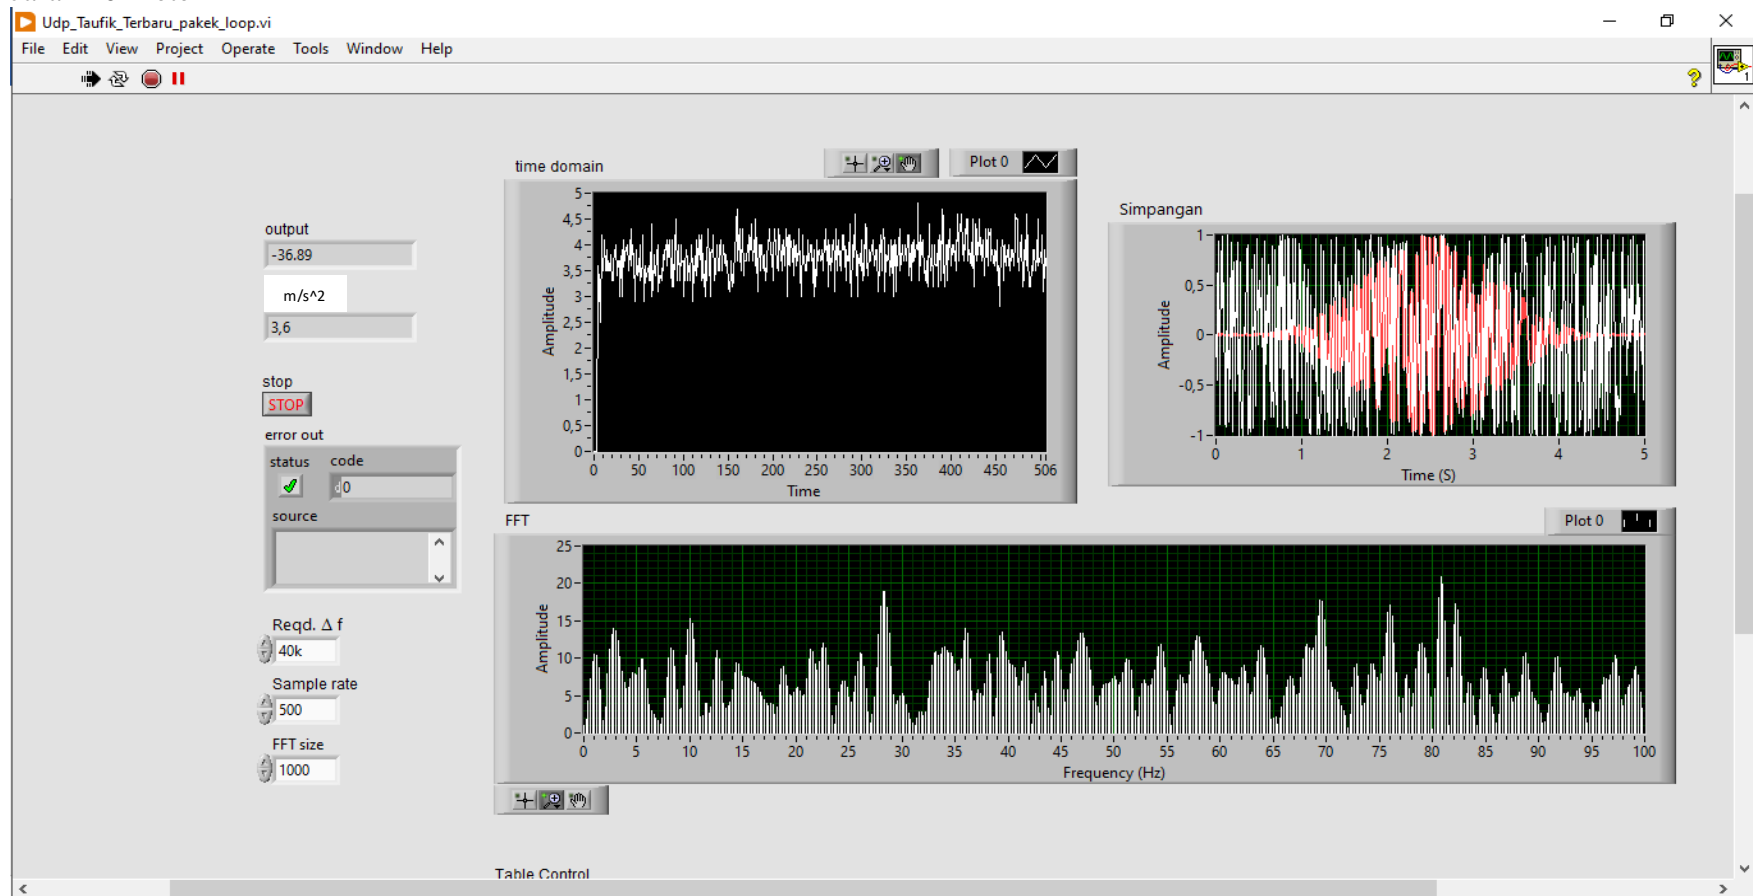 Udp_Taufik_Terbaru_pakek_loop.vi
File Edit View Project Operate Tools Window Help
1
time domain
Plot 0
Amplitude
5
4,5
4
3,5
3
2,5
2
1,5
1
0,5
0
0 50 100 150 200 250 300 350 400 450 506
Time
Simpangan
Amplitude
1
0,5
0
-0,5
-1
0 1 2 3 4 5
Time (S)
output
-36.89
m/s^2
3,6
stop
STOP
error out
status code
d0
source
Reqd. Δ f
40k
Sample rate
500
FFT size
1000
FFT
Plot 0
Amplitude
25
20
15
10
5
0
0 5 10 15 20 25 30 35 40 45 50 55 60 65 70 75 80 85 90 95 100
Frequency (Hz)
Table Control